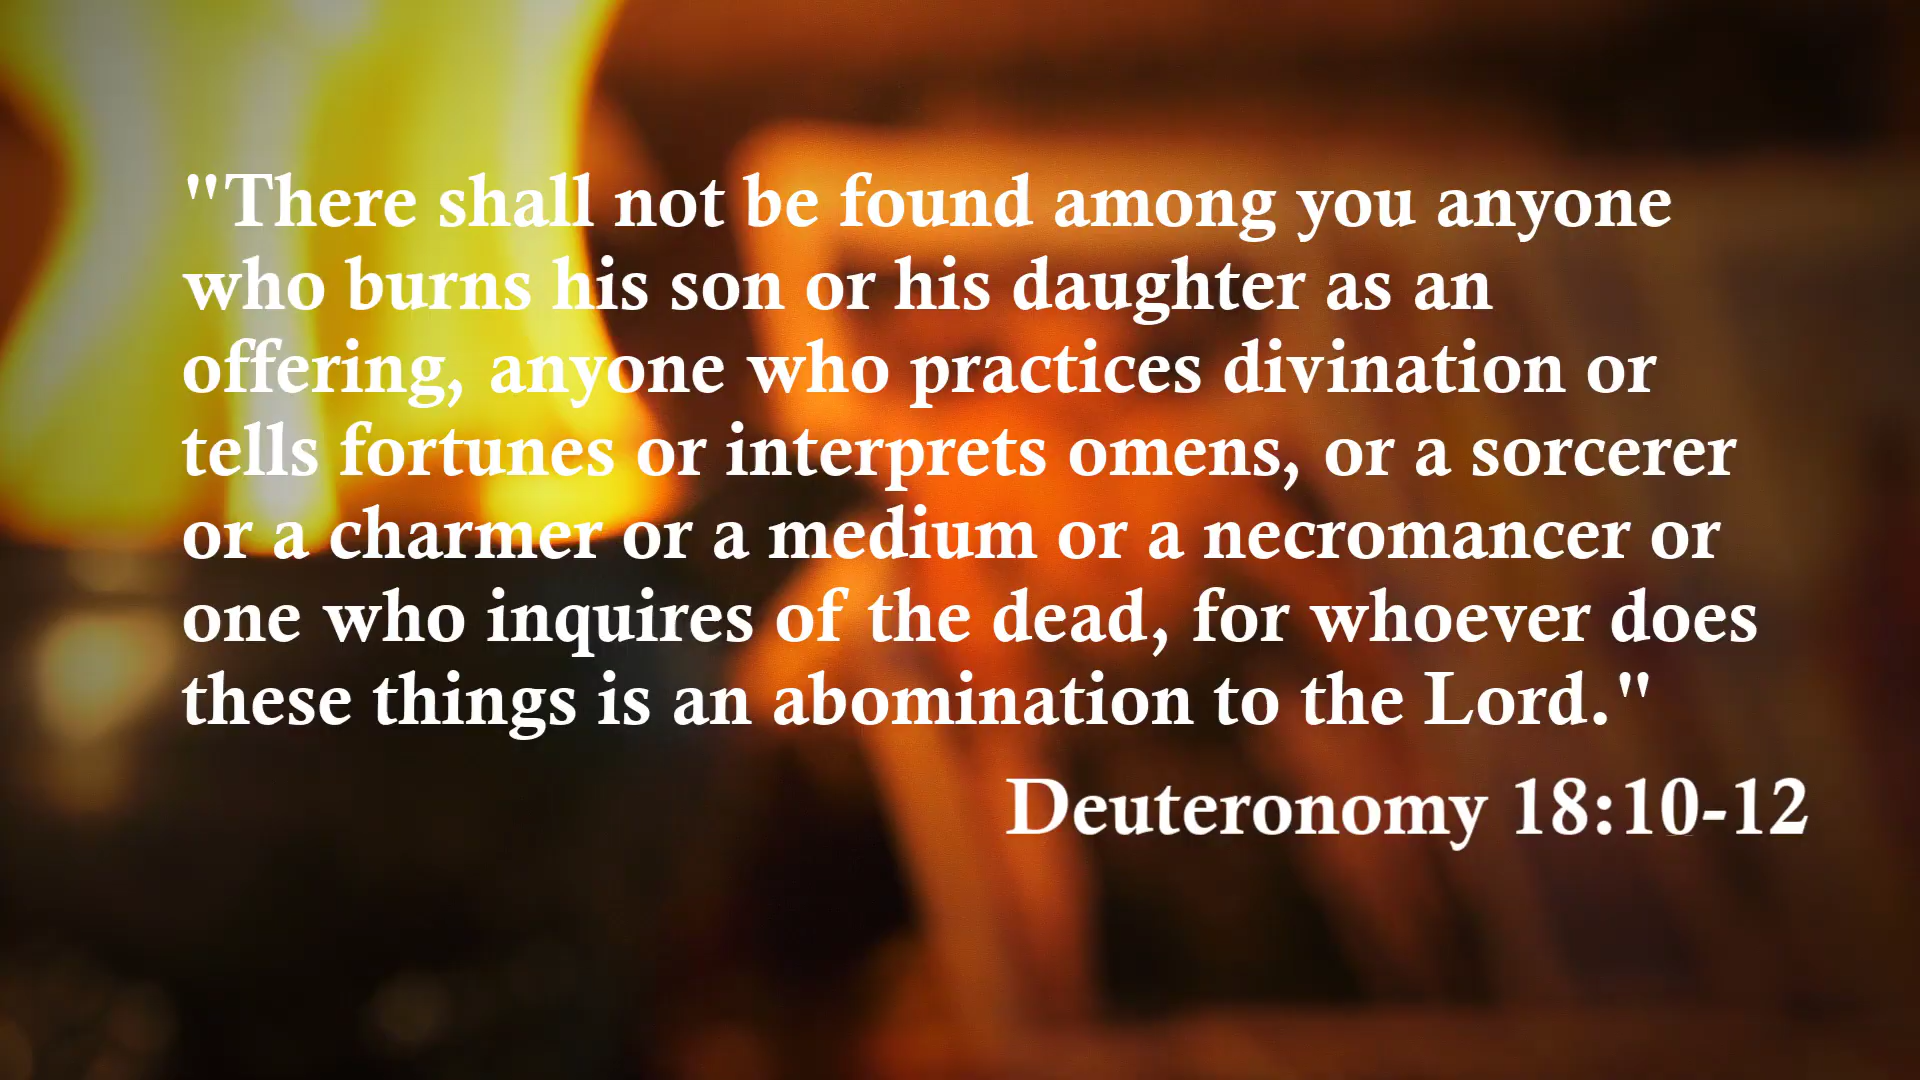 "There shall not be found among you anyone
who burns his son or his daughter as an
offering, anyone who practices divination or
tells fortunes or interprets omens, or a sorcerer
or a charmer or a medium or a necromancer or
one who inquires of the dead, for whoever does
these things is an abomination to the Lord."
Deuteronomy 18:10-12